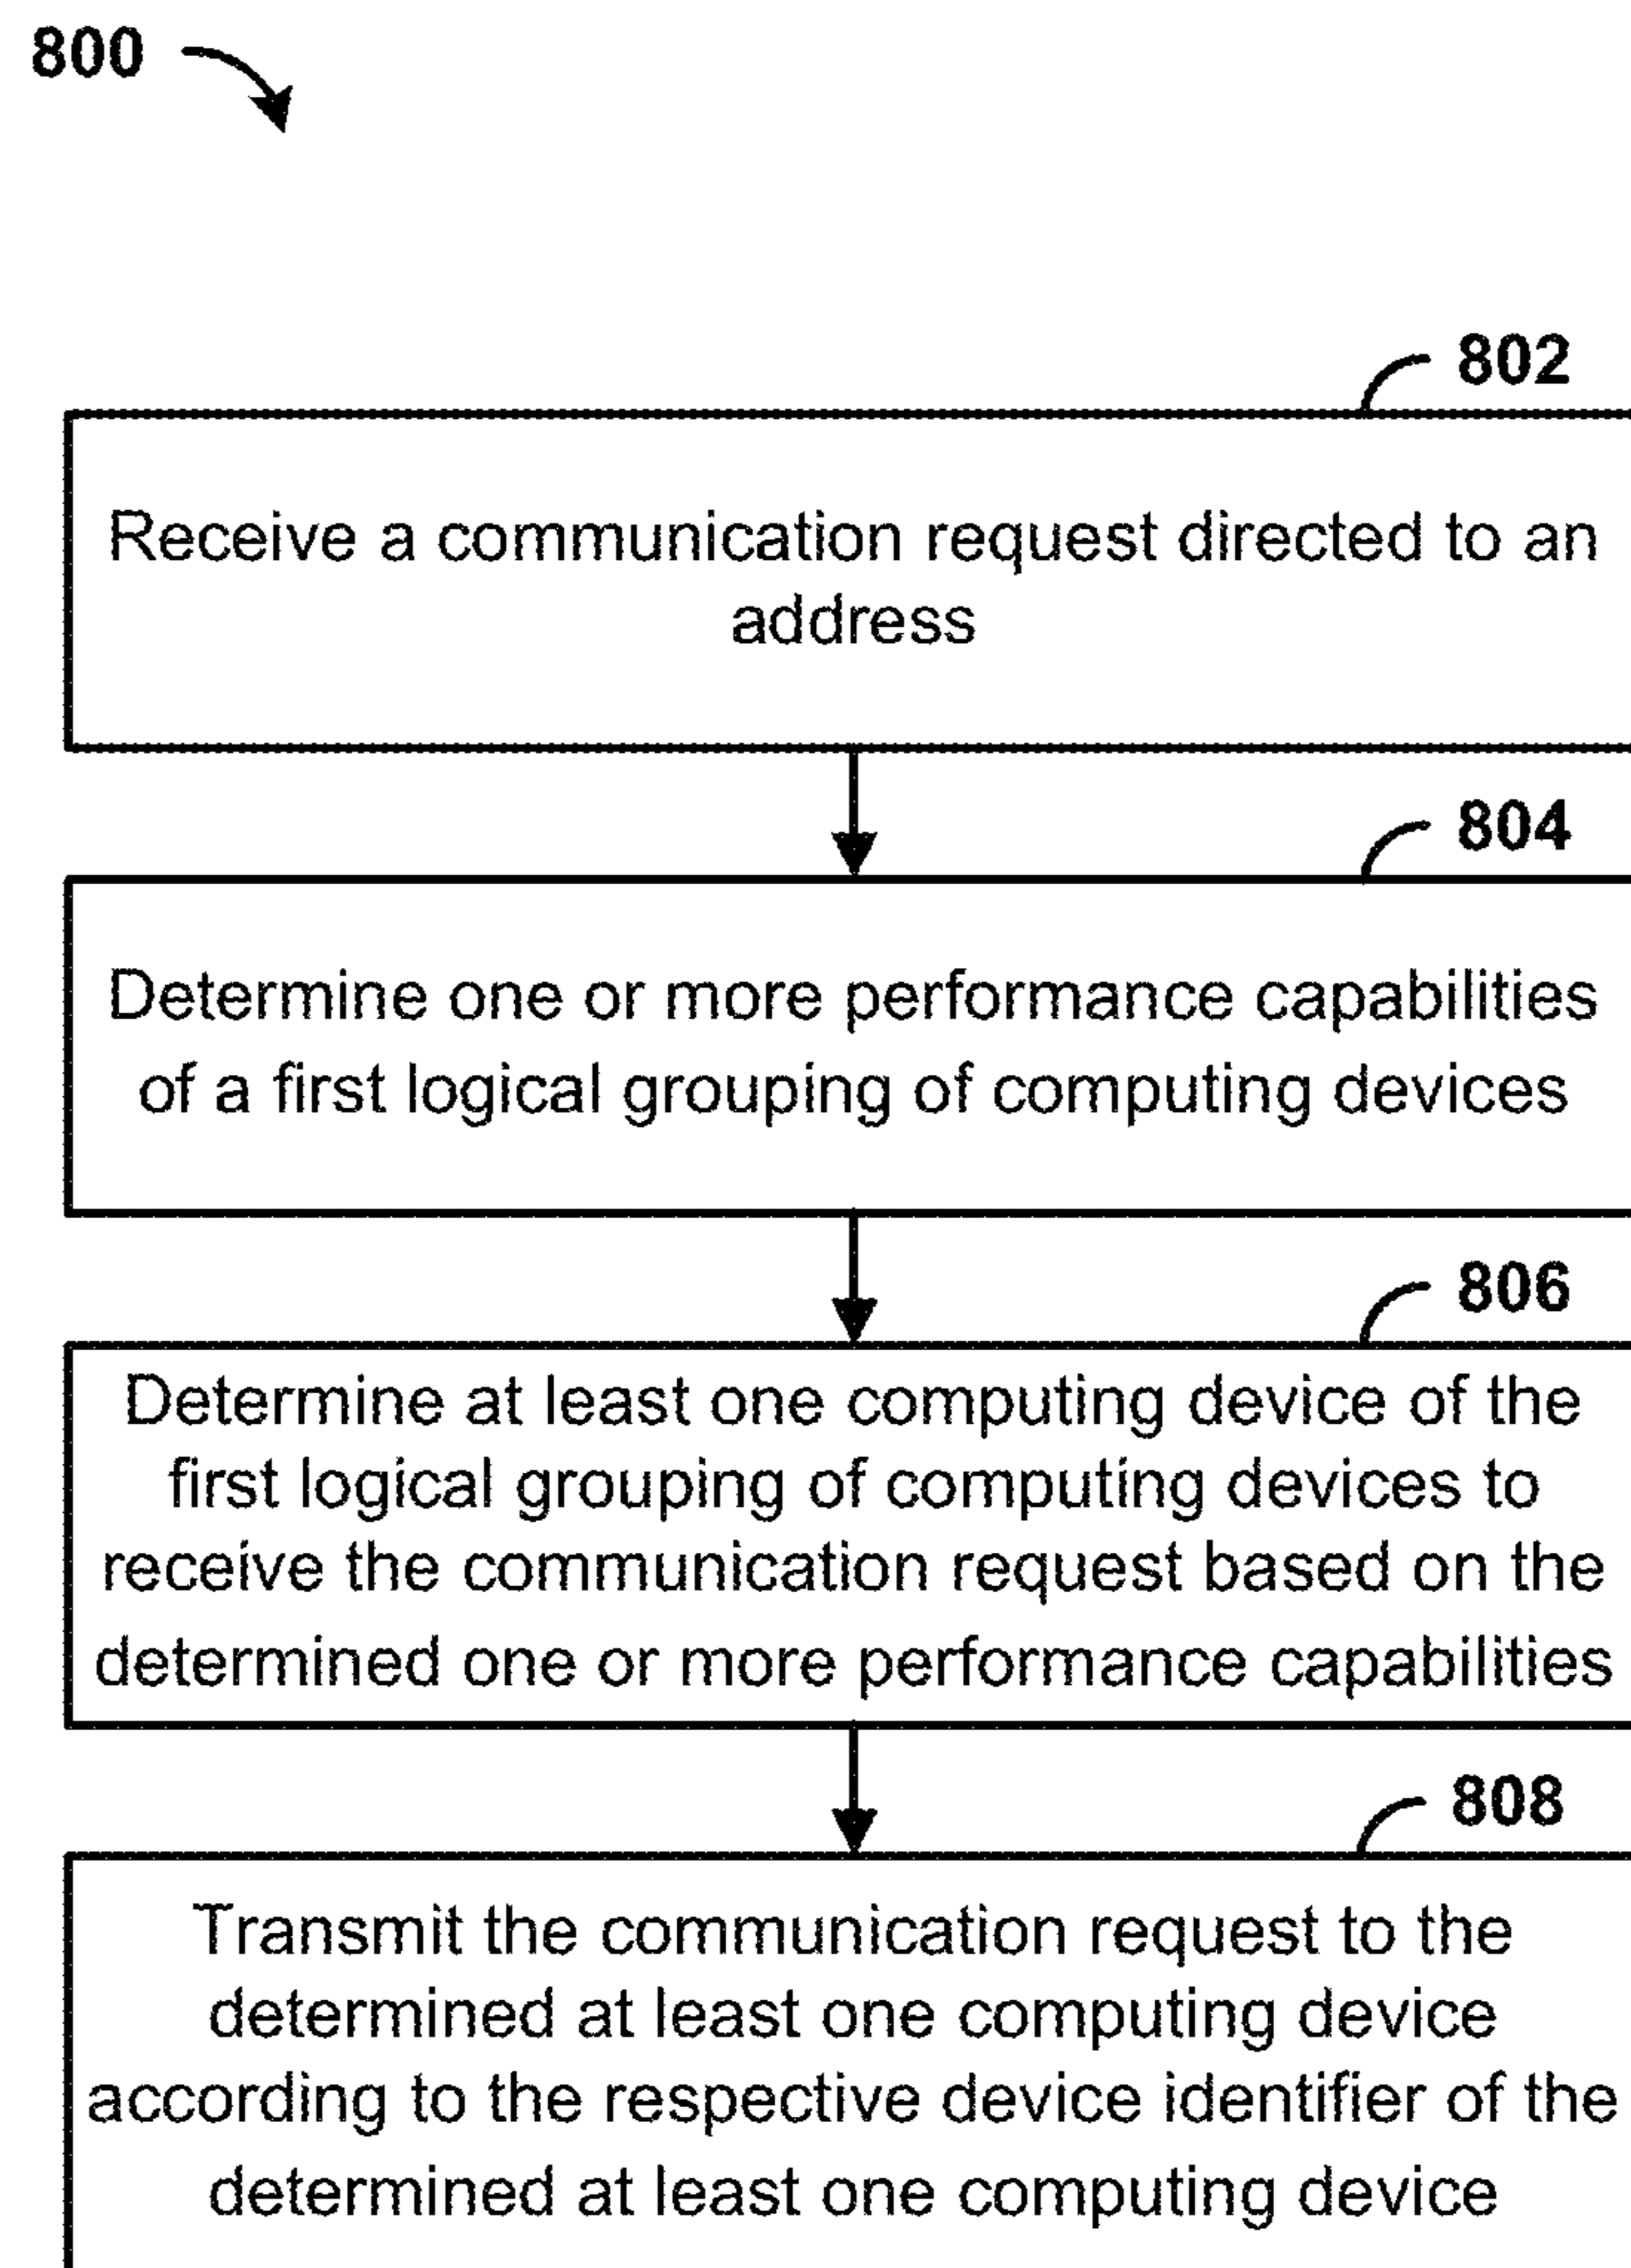 800
802
Receive a communication request directed to an
address
804
Determine one or more performance capabilities
of a first logical grouping of computing devices
806
Determine at least one computing device of the
first logical grouping of computing devices to
receive the communication request based on the
determined one or more performance capabilities
808
Transmit the communication request to the
determined at least one computing device
according to the respective device identifier of the
determined at least one computing device